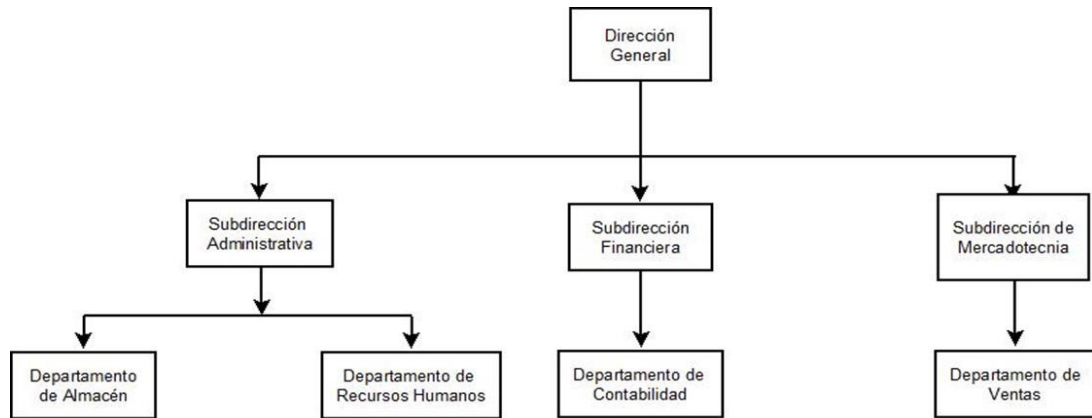 Dirección
General
Subdirección
Administrativa
Subdirección
Financiera
Subdirección de
Mercadotecnia
Departamento
de Almacén
Departamento de
Recursos Humanos
Departamento de
Contabilidad
Departamento de
Ventas